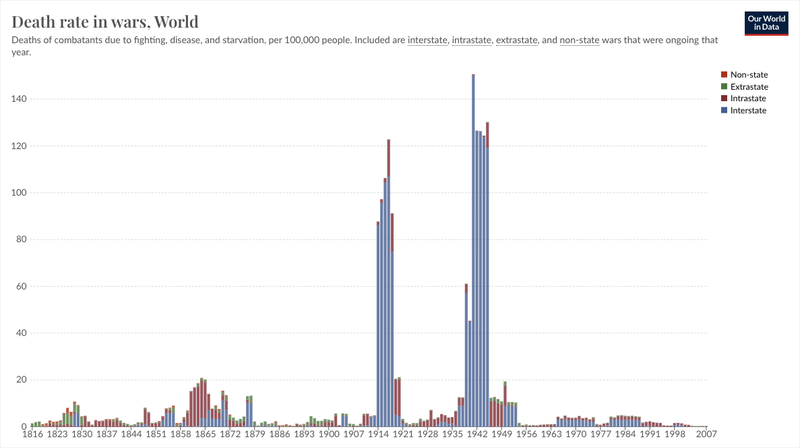 Death rate in wars, World
Our World
in Data
Deaths of combatants due to fighting, disease, and starvation, per 100,000 people. Included are interstate, intrastate, extrastate, and non-state wars that were ongoing that
year.
Non-state
Extrastate
Intrastate
Interstate
140
120
100
80
60
40
20
0
1816 1823 1830 1837 1844 1851 1858 1865 1872 1879 1886 1893 1900 1907 1914 1921 1928 1935 1942 1949 1956 1963 1970 1977 1984 1991 1998 2007